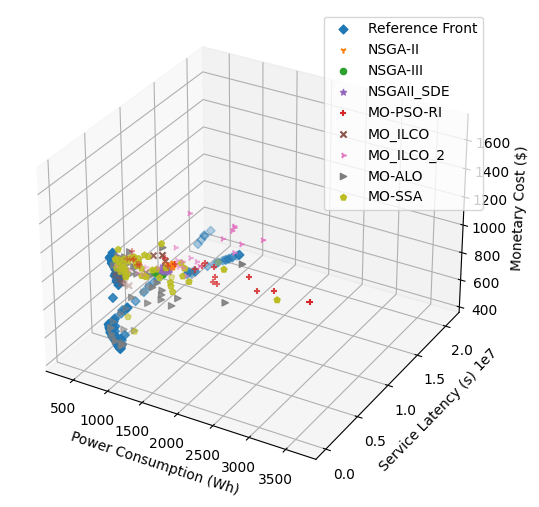 Reference Front
NSGA-II
NSGA-III
NSGAII_SDE
MO-PSO-RI
MO_ILCO
MO_ILCO_2
MO-ALO
MO-SSA
1600
1400
1200
1000
800
600
400
Monetary Cost ($)
500
1000
1500
2000
2500
3000
3500
Power Consumption (Wh)
0.0
0.5
1.0
1.5
2.0
1e7
Service Latency (s)